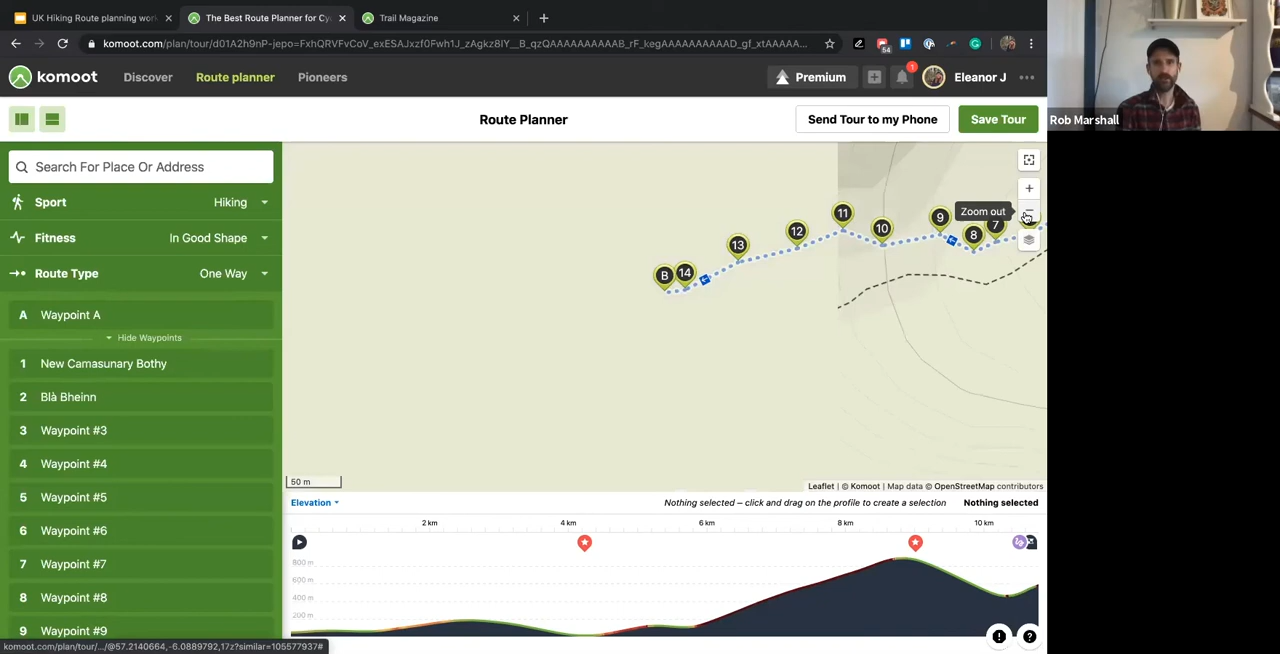 UK Hiking Route planning wor
The Best Route Planner for Cy
Trail Magazine
komoot.com/plan/tour/d01A2h9nP-jepo=FxhQRVFvCoV_exESAJxzf0Fwh1J_zAgkz8IY__B_qzQAAAAAAAAAAB_rF_kegAAAAAAAAAAD_gf_xtAAAAA...
54
komoot
Discover
Route planner
Pioneers
Premium
1
Eleanor J
Rob Marshall
Route Planner
Send Tour to my Phone
Save Tour
Search For Place Or Address
Sport
Hiking
Fitness
In Good Shape
Route Type
One Way
A Waypoint A
Hide Waypoints
1 New Camasunary Bothy
2 Blà Bheinn
3 Waypoint #3
4 Waypoint #4
5 Waypoint #5
6 Waypoint #6
7 Waypoint #7
8 Waypoint #8
9 Waypoint #9
komoot.com/plan/tour/.../@57.2140664,-6.0889792,17z?similar=105577937#
+
Zoom out
B 14 13 12 11 10 9 8 7
50 m
Leaflet | © Komoot | Map data © OpenStreetMap contributors
Elevation
Nothing selected – click and drag on the profile to create a selection
Nothing selected
2 km 4 km 6 km 8 km 10 km
800 m
600 m
400 m
200 m
! ?